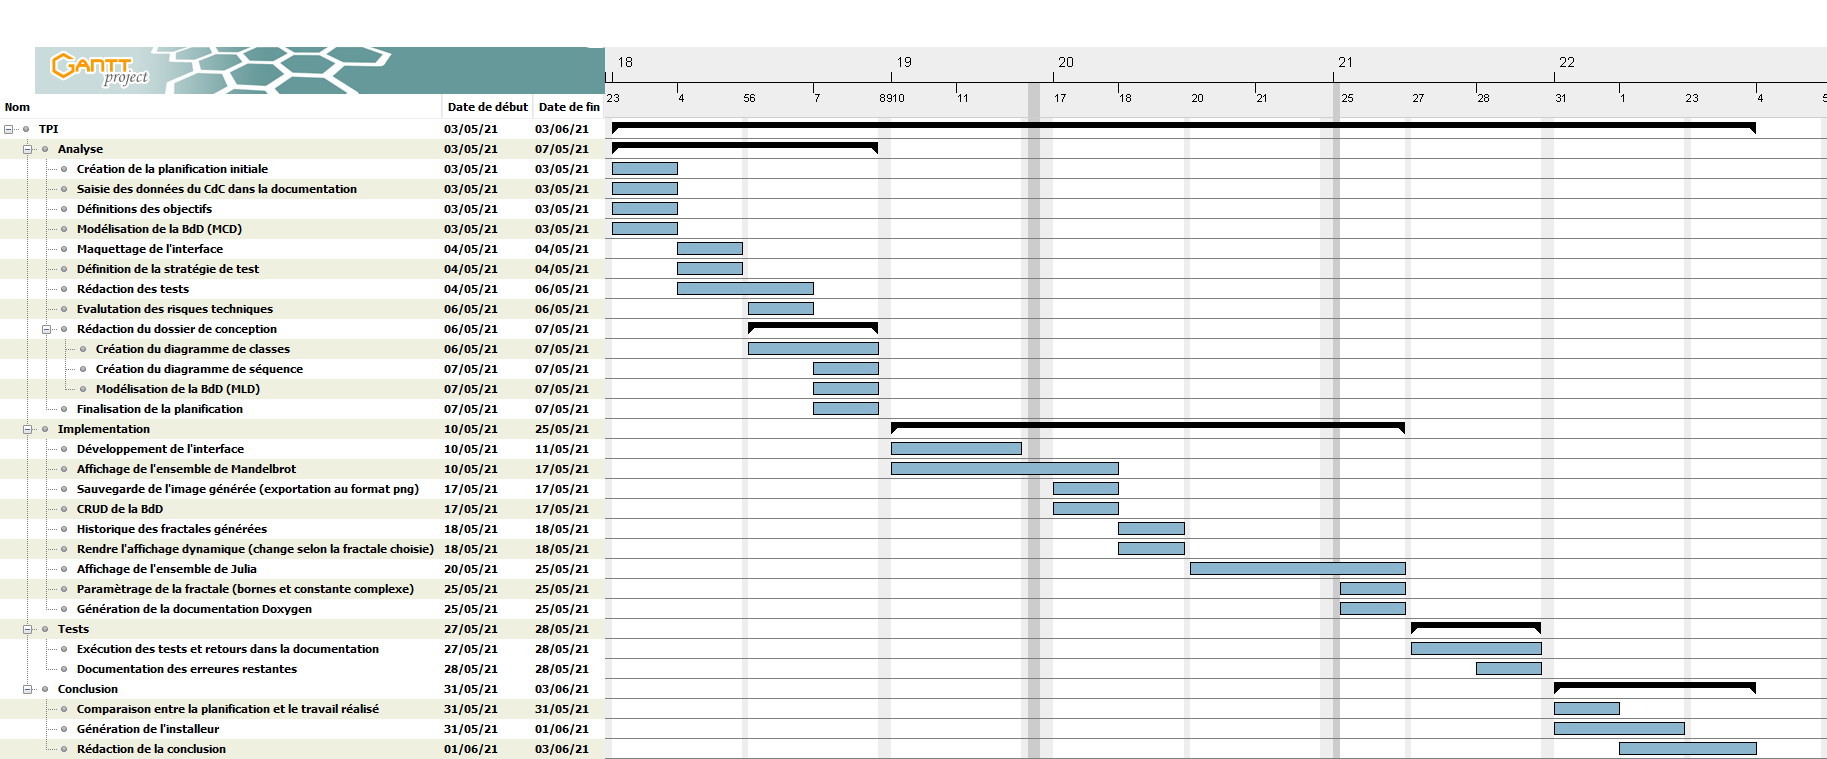 GANTT project
18 19 20 21 22
23 4 56 7 8910 11 17 18 20 21 25 27 28 31 1 23 4 5
Nom Date de début Date de fin
TPI 03/05/21 03/06/21
Analyse 03/05/21 07/05/21
Création de la planification initiale 03/05/21 03/05/21
Saisie des données du CdC dans la documentation 03/05/21 03/05/21
Définitions des objectifs 03/05/21 03/05/21
Modélisation de la BdD (MCD) 03/05/21 03/05/21
Maquettage de l'interface 04/05/21 04/05/21
Définition de la stratégie de test 04/05/21 04/05/21
Rédaction des tests 04/05/21 06/05/21
Evalutation des risques techniques 06/05/21 06/05/21
Rédaction du dossier de conception 06/05/21 07/05/21
Création du diagramme de classes 06/05/21 07/05/21
Création du diagramme de séquence 07/05/21 07/05/21
Modélisation de la BdD (MLD) 07/05/21 07/05/21
Finalisation de la planification 07/05/21 07/05/21
Implementation 10/05/21 25/05/21
Développement de l'interface 10/05/21 11/05/21
Affichage de l'ensemble de Mandelbrot 10/05/21 17/05/21
Sauvegarde de l'image générée (exportation au format png) 17/05/21 17/05/21
CRUD de la BdD 17/05/21 17/05/21
Historique des fractales générées 18/05/21 18/05/21
Rendre l'affichage dynamique (change selon la fractale choisie) 18/05/21 18/05/21
Affichage de l'ensemble de Julia 20/05/21 25/05/21
Paramètrage de la fractale (bornes et constante complexe) 25/05/21 25/05/21
Génération de la documentation Doxygen 25/05/21 25/05/21
Tests 27/05/21 28/05/21
Exécution des tests et retours dans la documentation 27/05/21 28/05/21
Documentation des erreures restantes 28/05/21 28/05/21
Conclusion 31/05/21 03/06/21
Comparaison entre la planification et le travail réalisé 31/05/21 31/05/21
Génération de l'installeur 31/05/21 01/06/21
Rédaction de la conclusion 01/06/21 03/06/21